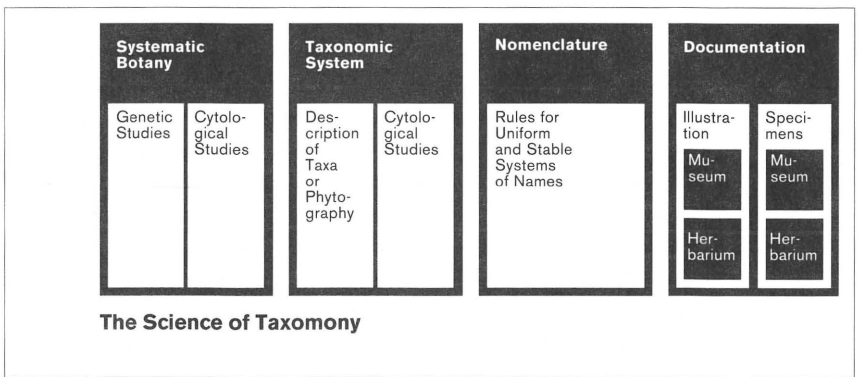 Systematic
Botany
Genetic
Studies
Cytolo-
gical
Studies
Taxonomic
System
Des-
cription
of
Taxa
or
Phyto-
graphy
Cytolo-
gical
Studies
Nomenclature
Rules for
Uniform
and Stable
Systems
of Names
Documentation
Illustra-
tion
Mu-
seum
Her-
barium
Speci-
mens
Mu-
seum
Her-
barium
The Science of Taxomony